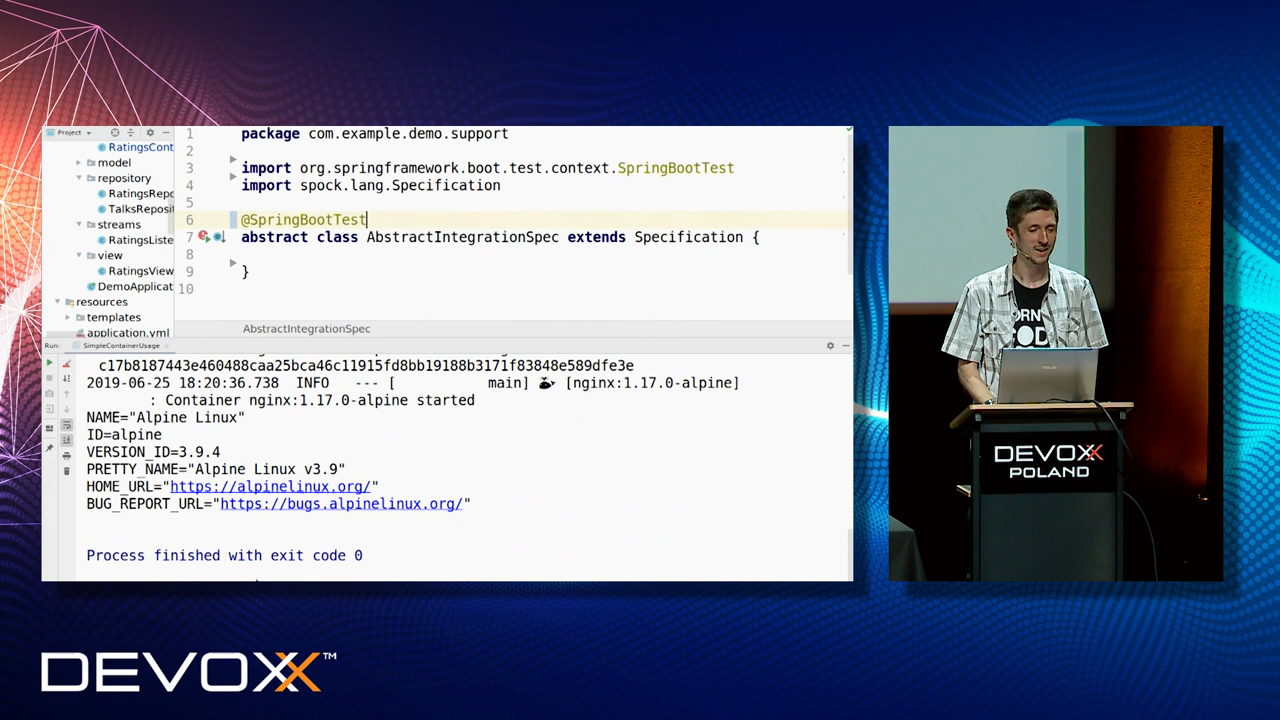 Project
RatingsCont
model
repository
RatingsRepo
TalksReposit
streams
RatingsListe
view
RatingsView
DemoApplicat
resources
templates
application.yml
1 package com.example.demo.support
2
3 import org.springframework.boot.test.context.SpringBootTest
4 import spock.lang.Specification
5
6 @SpringBootTest
7 abstract class AbstractIntegrationSpec extends Specification {
8
9 }
10
AbstractIntegrationSpec
Run: SimpleContainerUsage
c17b8187443e460488caa25bca46c11915fd8bb19188b3171f83848e589dfe3e
2019-06-25 18:20:36.738 INFO --- [ main] 🐳 [nginx:1.17.0-alpine]
: Container nginx:1.17.0-alpine started
NAME="Alpine Linux"
ID=alpine
VERSION_ID=3.9.4
PRETTY_NAME="Alpine Linux v3.9"
HOME_URL="https://alpinelinux.org/"
BUG_REPORT_URL="https://bugs.alpinelinux.org/"
Process finished with exit code 0
DEVOXX
POLAND
DEVOXX™